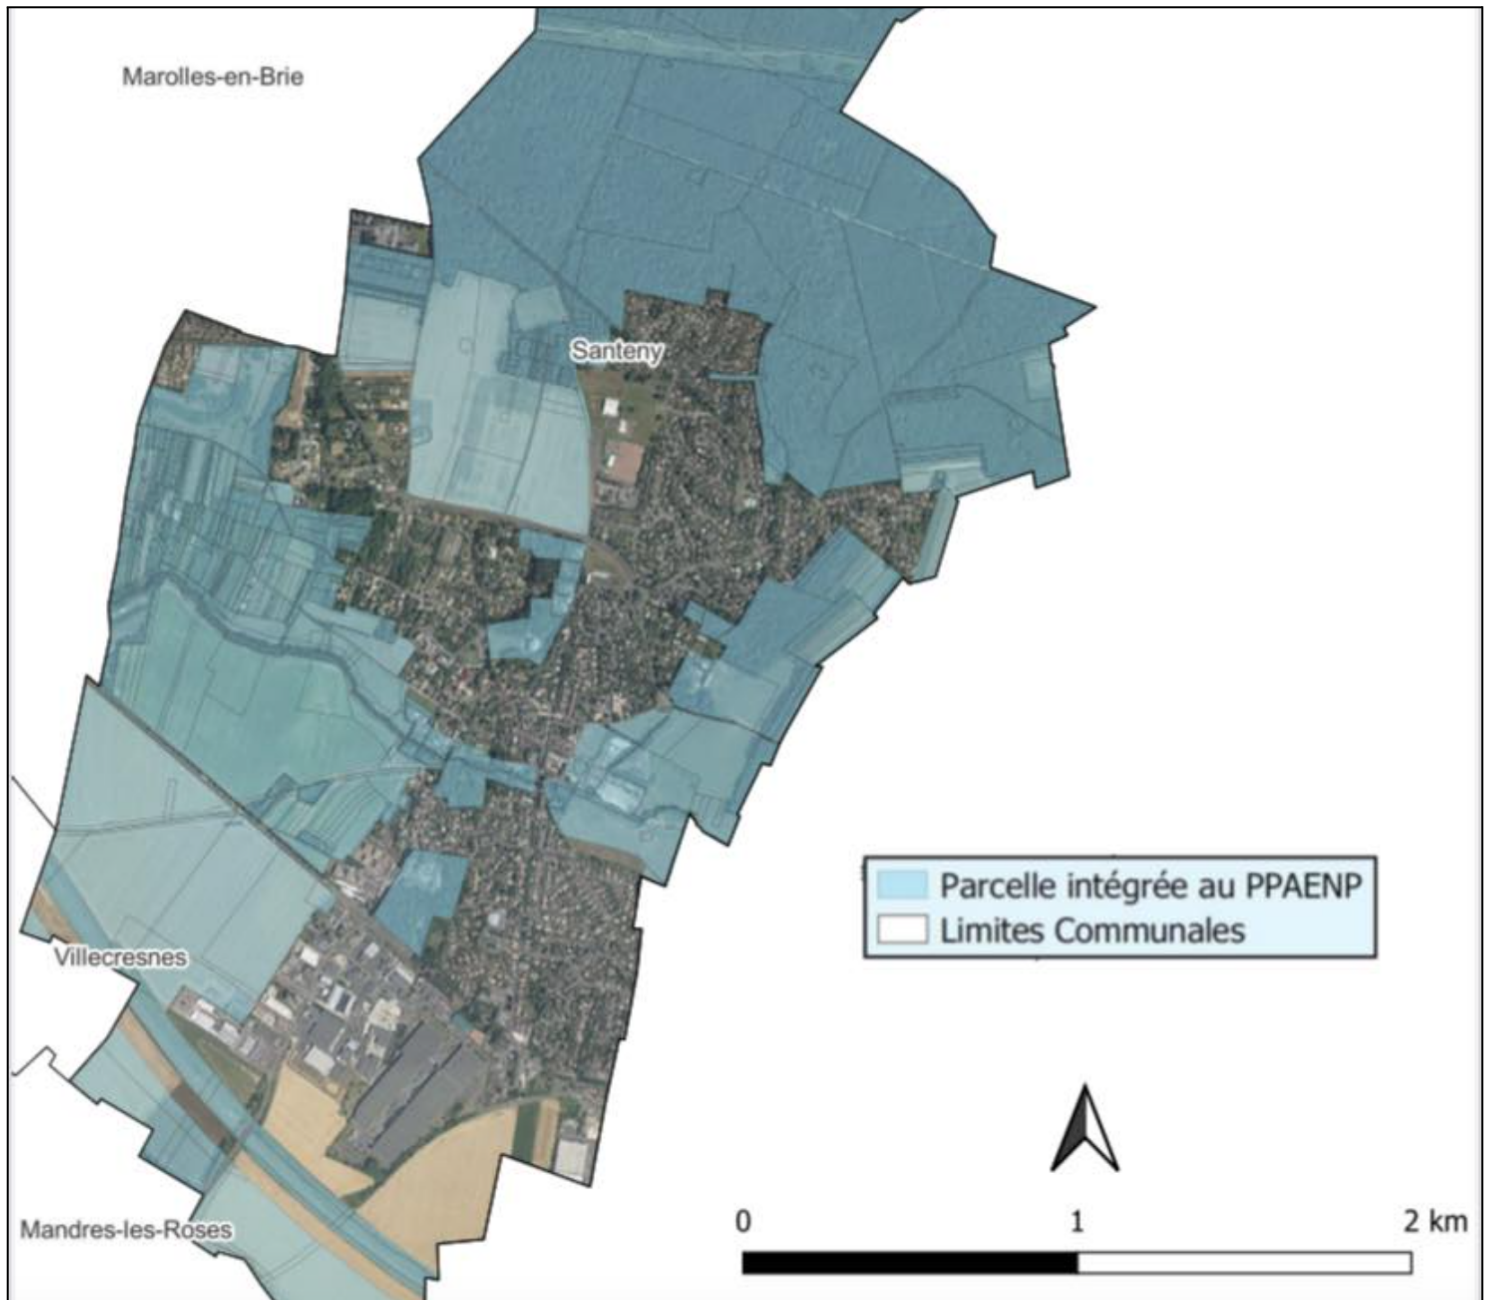 Marolles-en-Brie
Santeny
Parcelle intégrée au PPAENP
Limites Communales
Villecresnes
Mandres-les-Roses
0 1 2 km